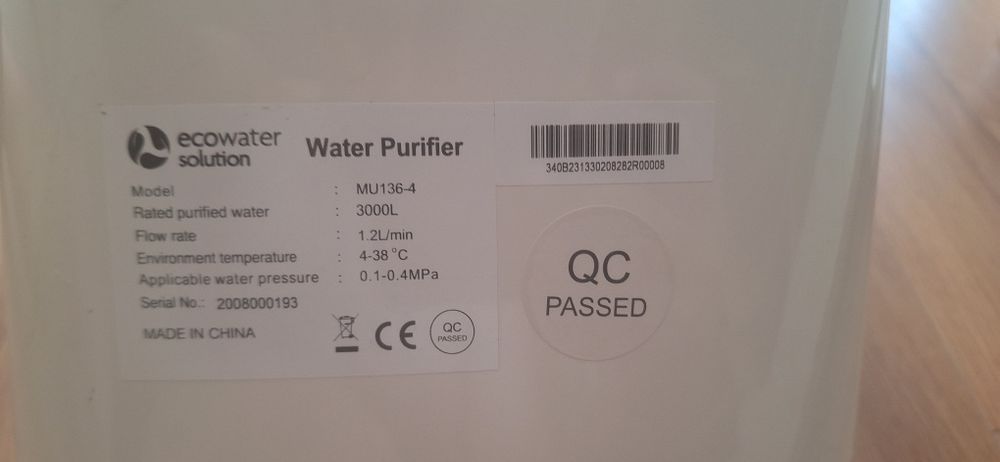 ecowater
solution
Water Purifier
Model : MU136-4
Rated purified water : 3000L
Flow rate : 1.2L/min
Environment temperature : 4-38 °C
Applicable water pressure : 0.1-0.4MPa
Serial No.: 2008000193
MADE IN CHINA
CE
QC
PASSED
340B231330208282R00008
QC
PASSED